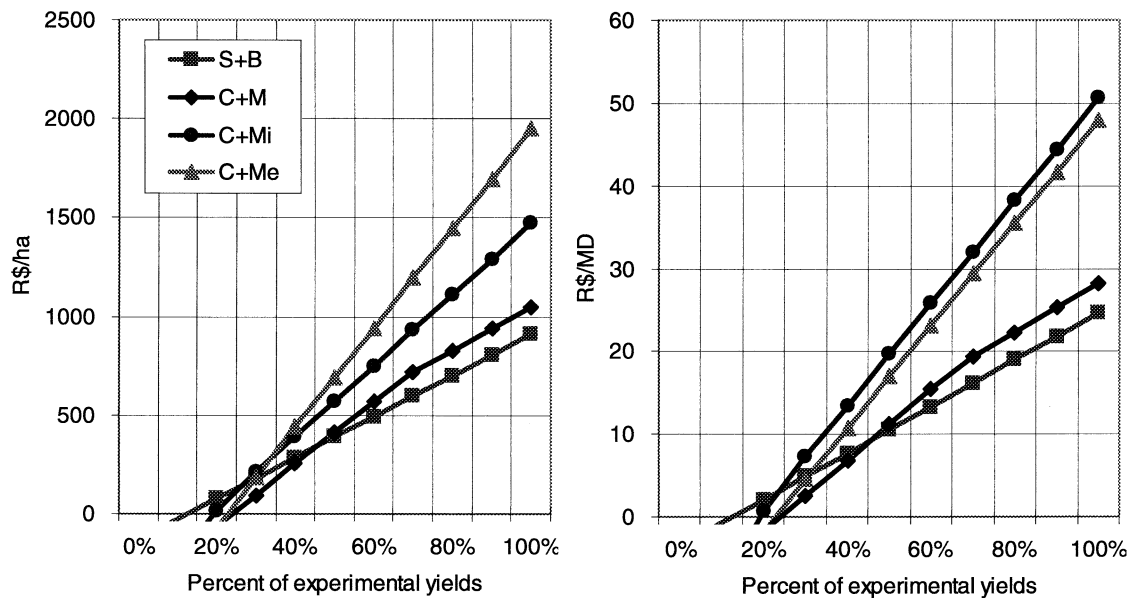 2500
2000
1500
1000
500
0
R$/ha
S+B
C+M
C+Mi
C+Me
0% 20% 40% 60% 80% 100%
Percent of experimental yields
60
50
40
30
20
10
0
R$/MD
0% 20% 40% 60% 80% 100%
Percent of experimental yields